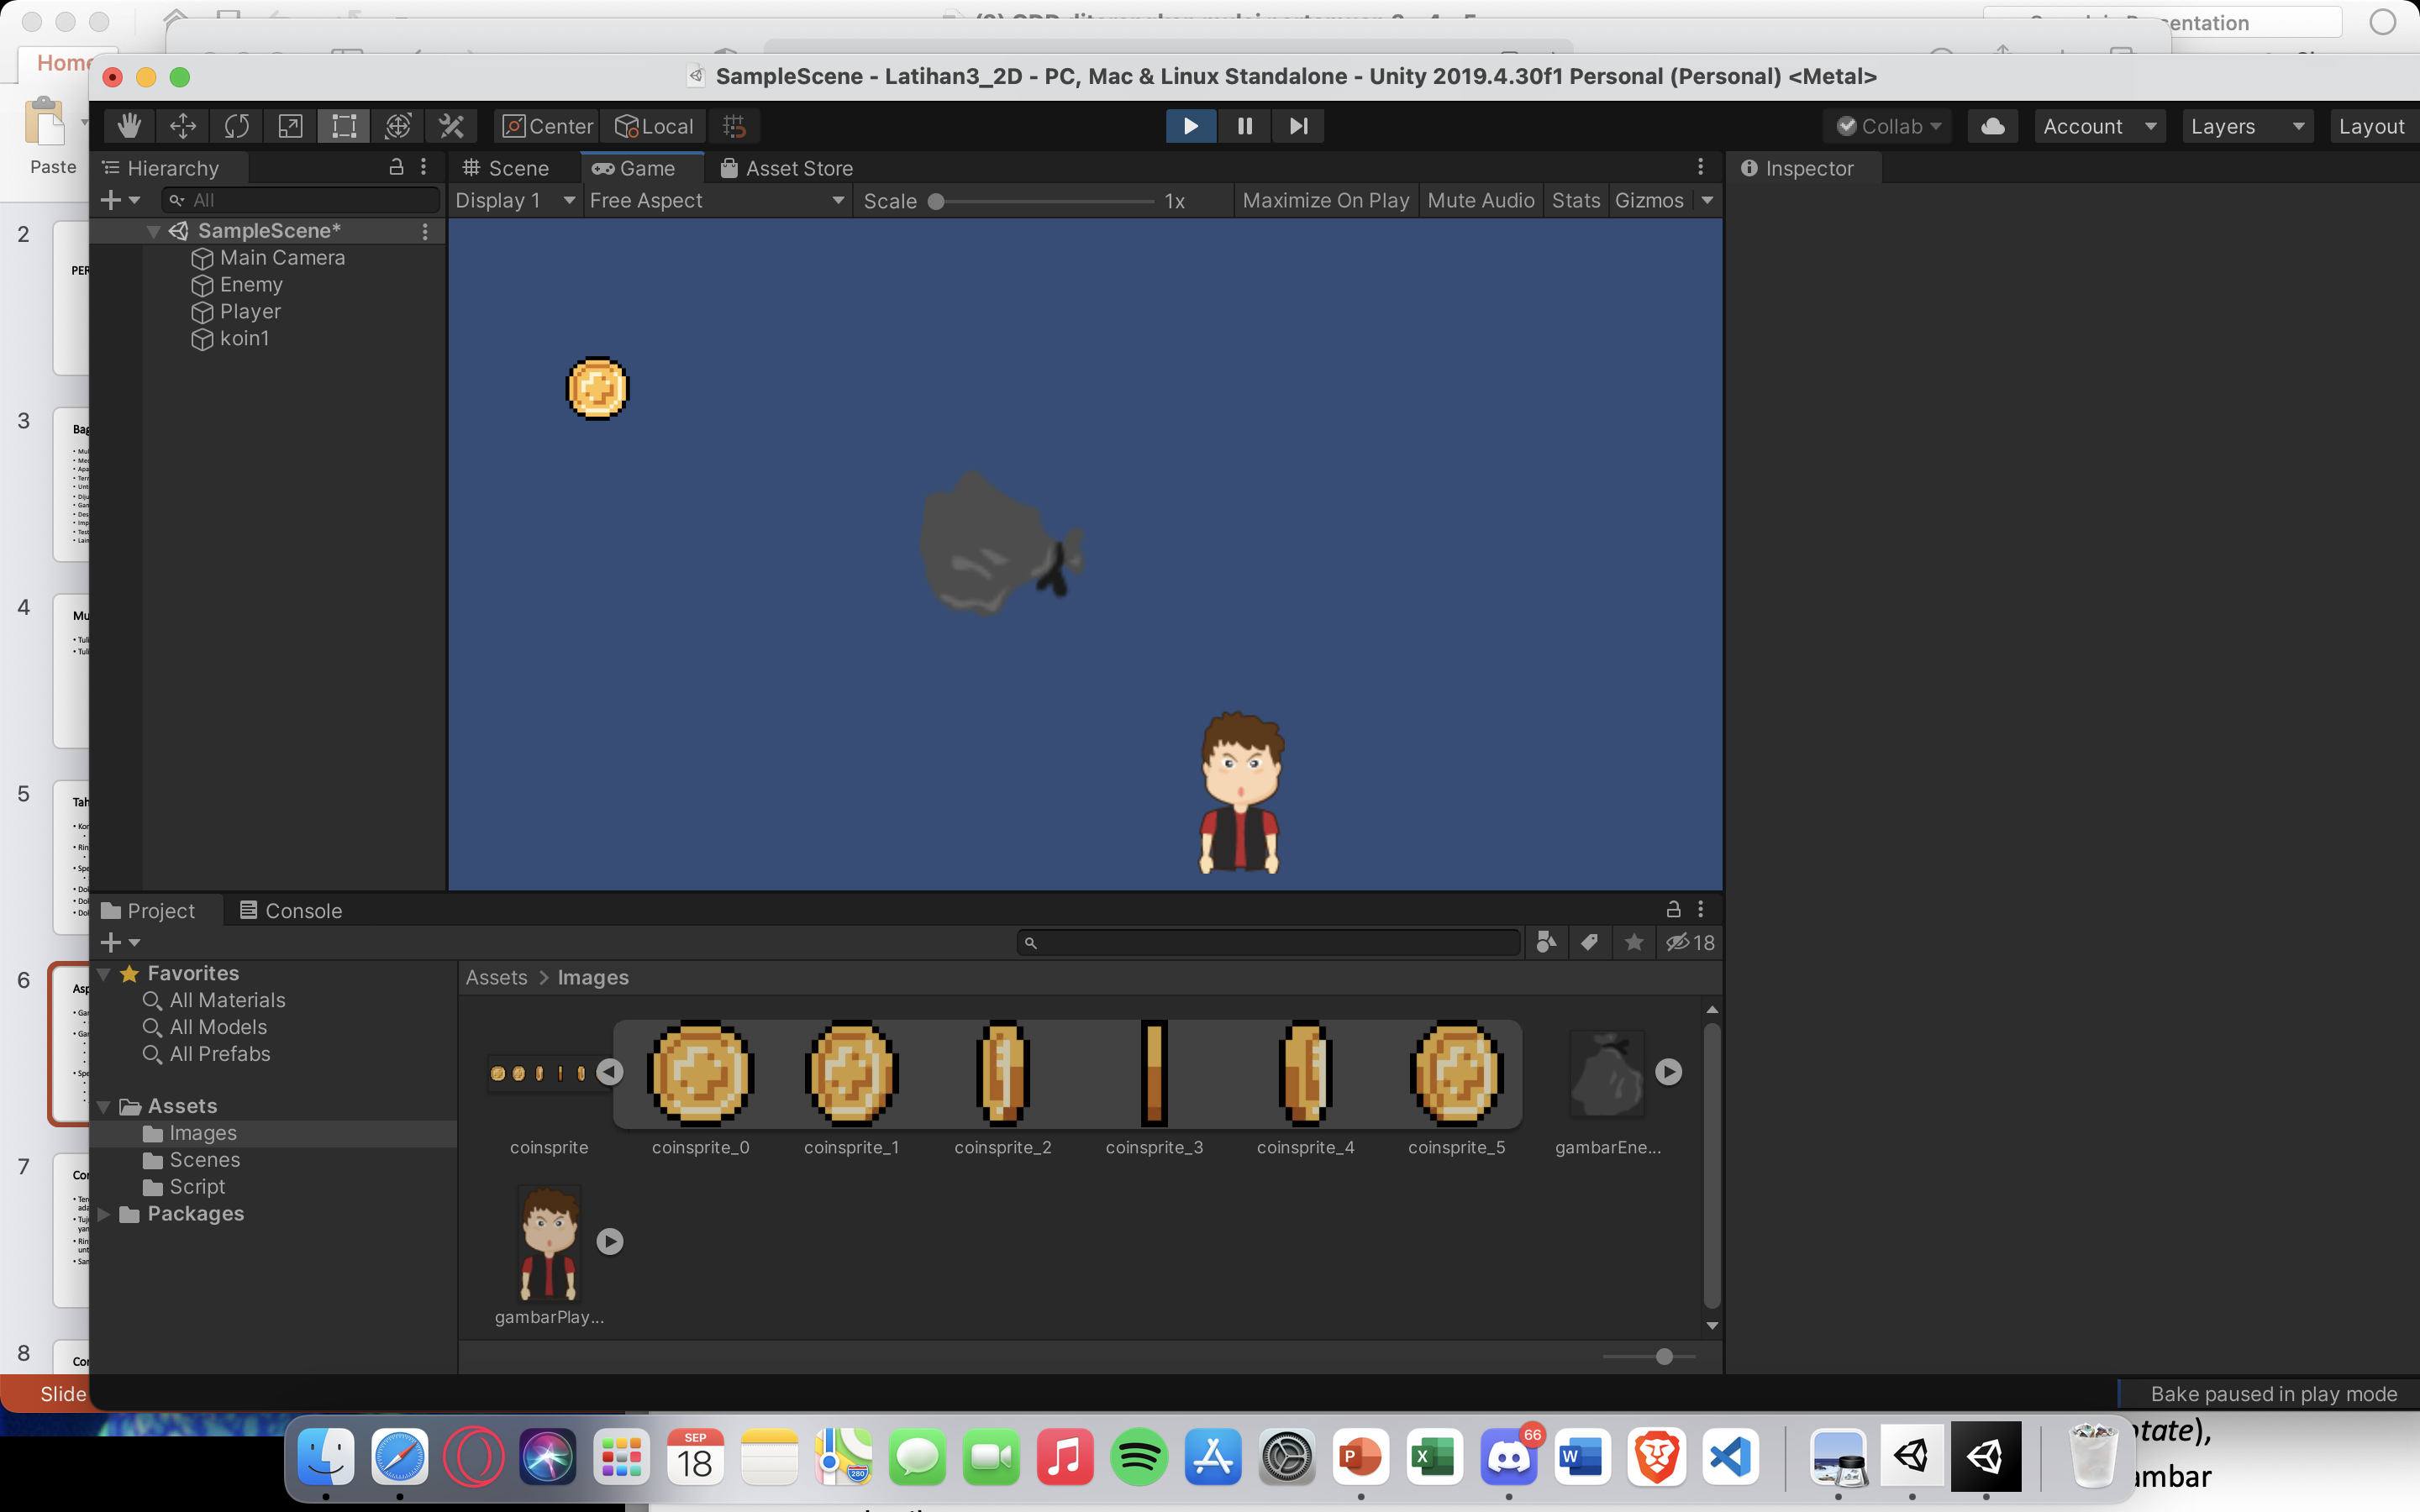 Home
Paste
SampleScene - Latihan3_2D - PC, Mac & Linux Standalone - Unity 2019.4.30f1 Personal (Personal) <Metal>
Center
Local
Collab
Account
Layers
Layout
Hierarchy
Scene
Game
Asset Store
Inspector
All
Display 1
Free Aspect
Scale
1x
Maximize On Play
Mute Audio
Stats
Gizmos
SampleScene*
Main Camera
Enemy
Player
koin1
2
3
4
5
6
7
8
Project
Console
18
Favorites
All Materials
All Models
All Prefabs
Assets
Images
Scenes
Script
Packages
Assets > Images
coinsprite
coinsprite_0
coinsprite_1
coinsprite_2
coinsprite_3
coinsprite_4
coinsprite_5
gambarEne...
gambarPlay...
Slide
Bake paused in play mode
SEP
18
280
66